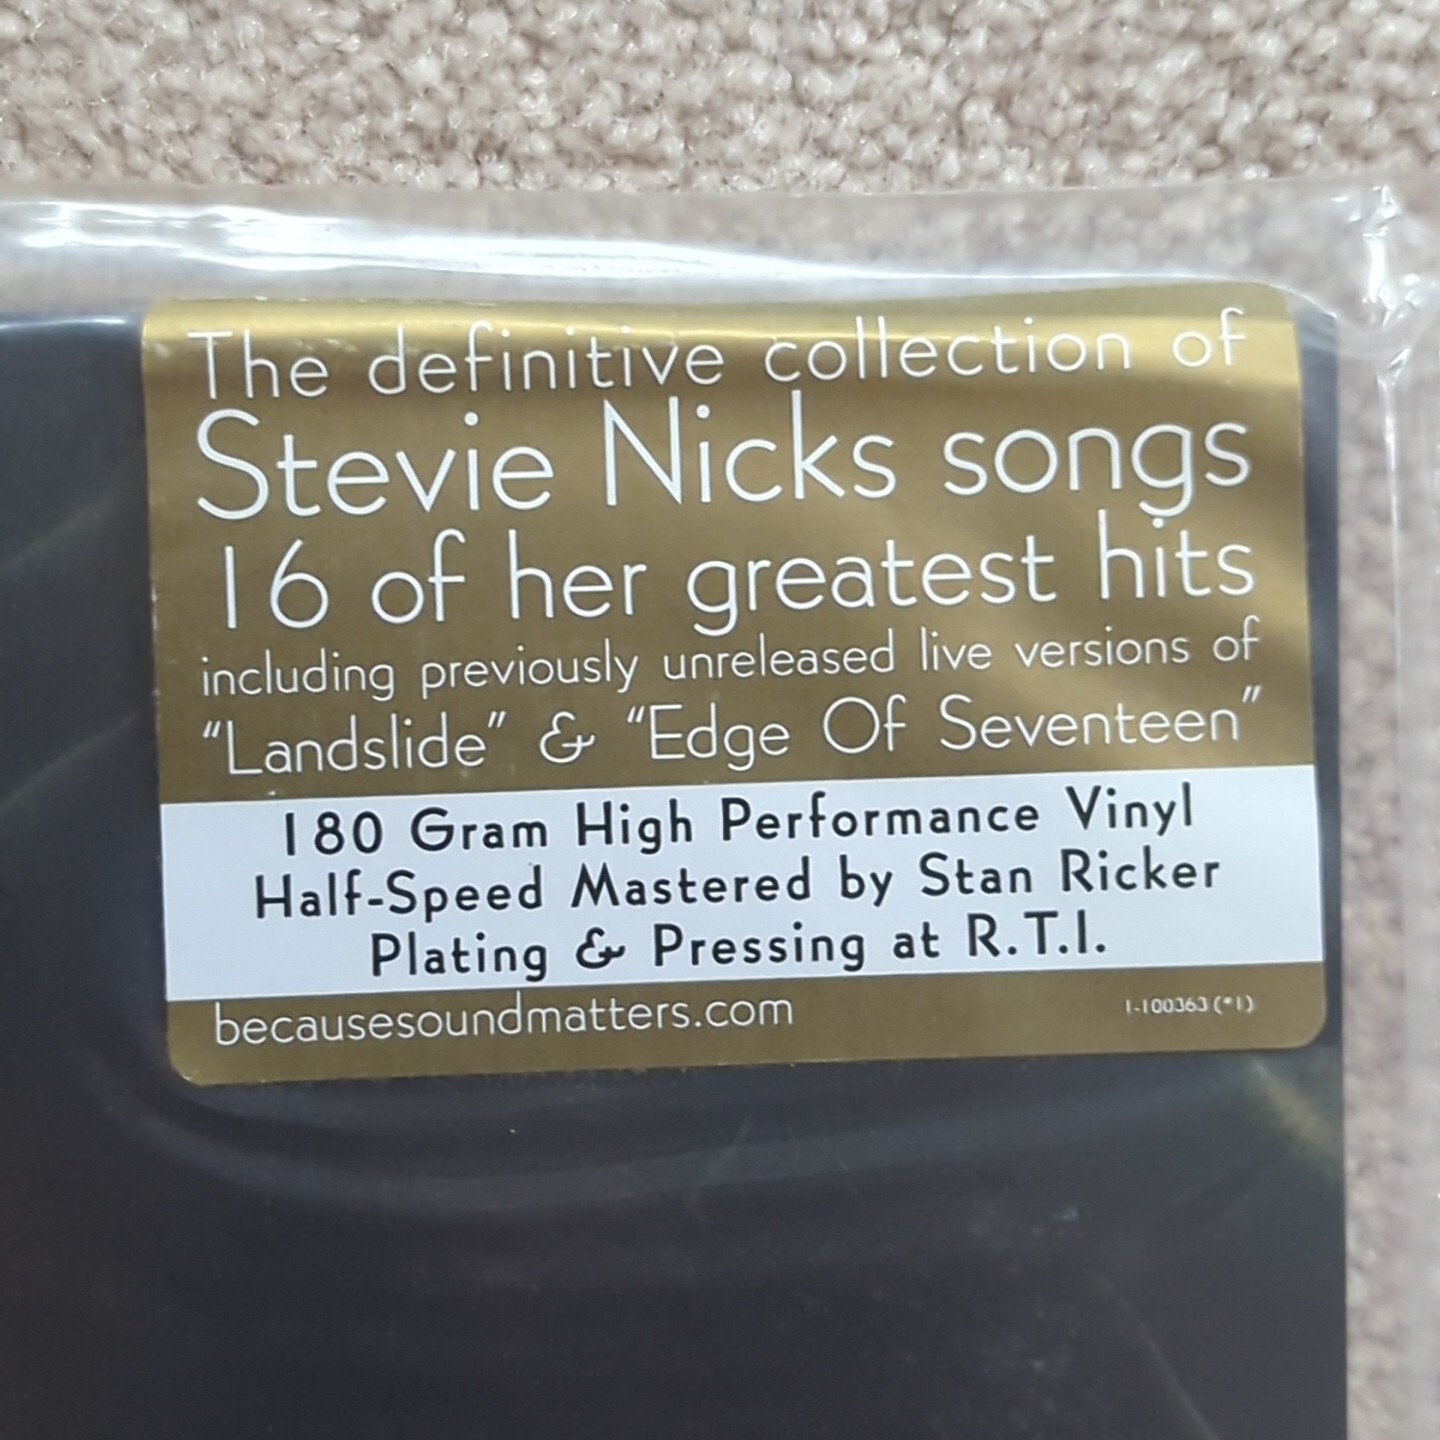 The definitive collection of
Stevie Nicks songs
16 of her greatest hits
including previously unreleased live versions of
“Landslide” & “Edge Of Seventeen”
180 Gram High Performance Vinyl
Half-Speed Mastered by Stan Ricker
Plating & Pressing at R.T.I.
becausesoundmatters.com
1-100363 (*1)